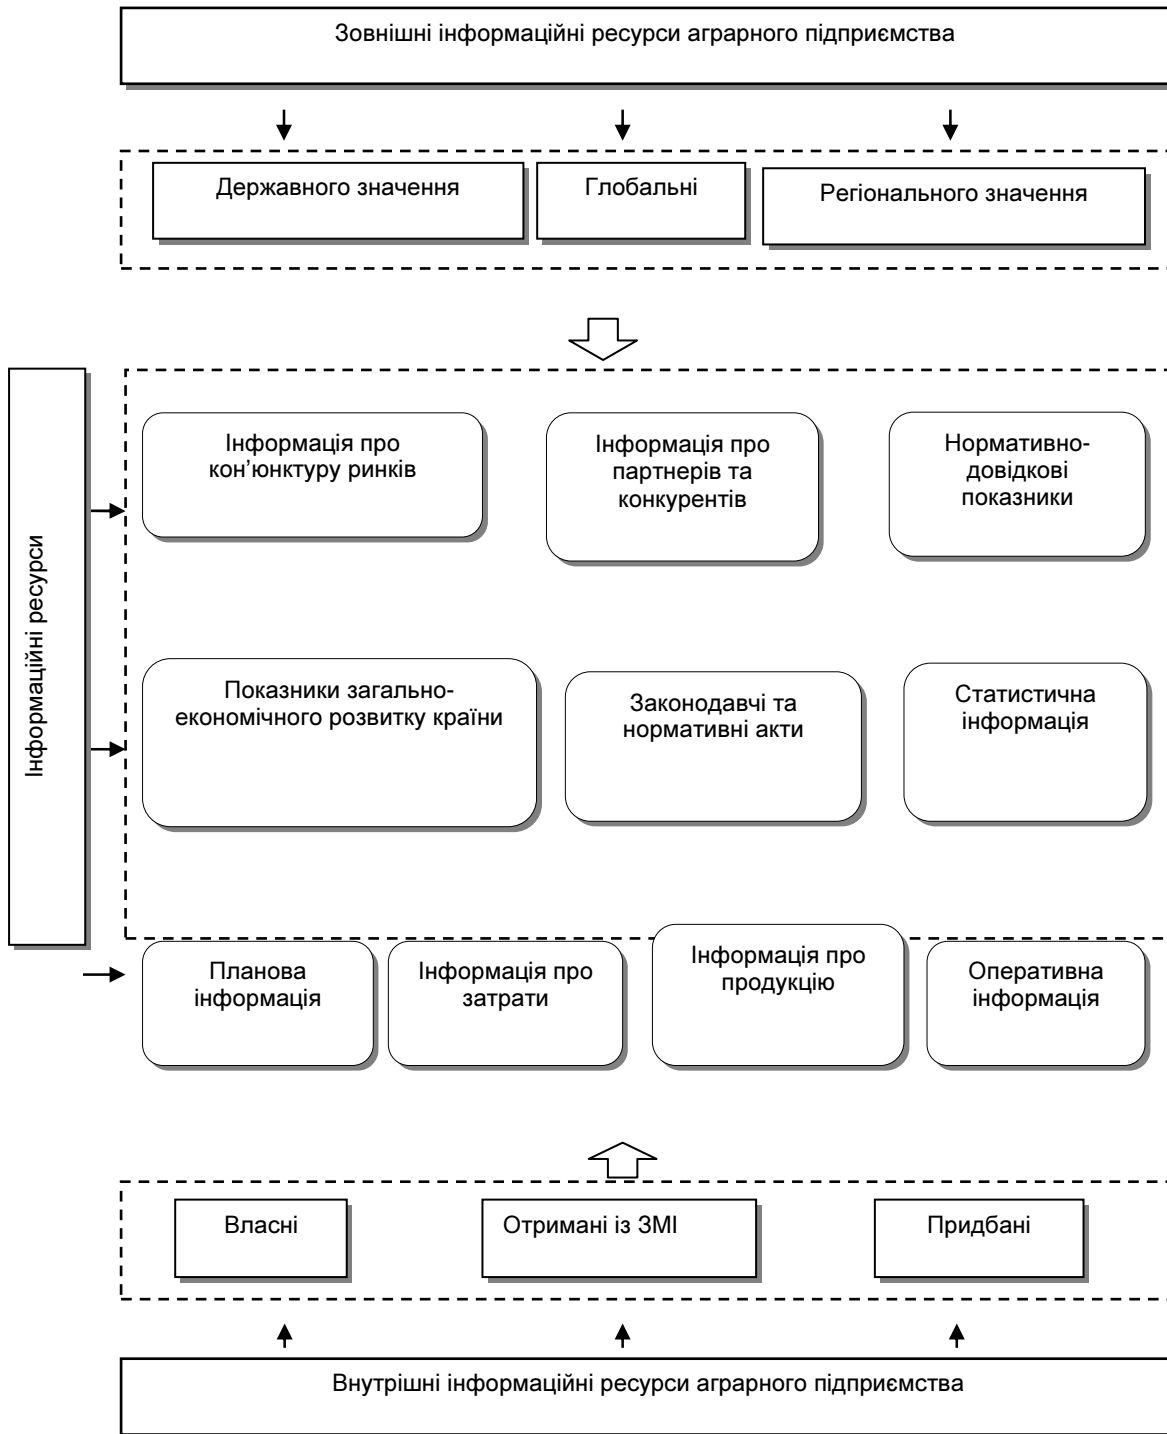 Зовнішні інформаційні ресурси аграрного підприємства
Державного значення
Глобальні
Регіонального значення
Інформаційні ресурси
Інформація про
кон’юнктуру ринків
Інформація про
партнерів та
конкурентів
Нормативно-
довідкові
показники
Показники загально-
економічного розвитку країни
Законодавчі та
нормативні акти
Статистична
інформація
Планова
інформація
Інформація про
затрати
Інформація про
продукцію
Оперативна
інформація
Власні
Отримані із ЗМІ
Придбані
Внутрішні інформаційні ресурси аграрного підприємства